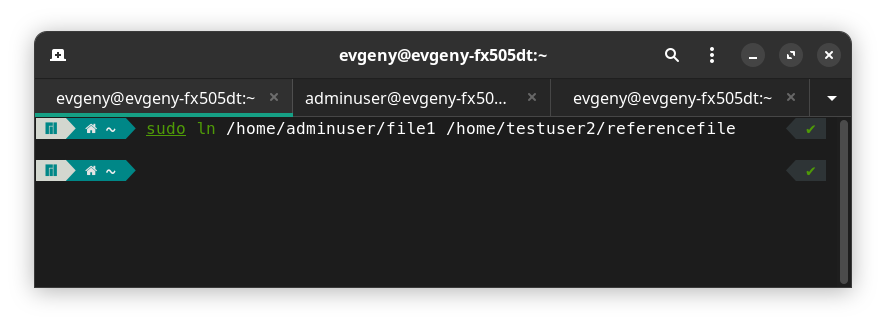 evgeny@evgeny-fx505dt:~
evgeny@evgeny-fx505dt:~ adminuser@evgeny-fx50... evgeny@evgeny-fx505dt:~
~ sudo ln /home/adminuser/file1 /home/testuser2/referencefile ✔
~ ✔